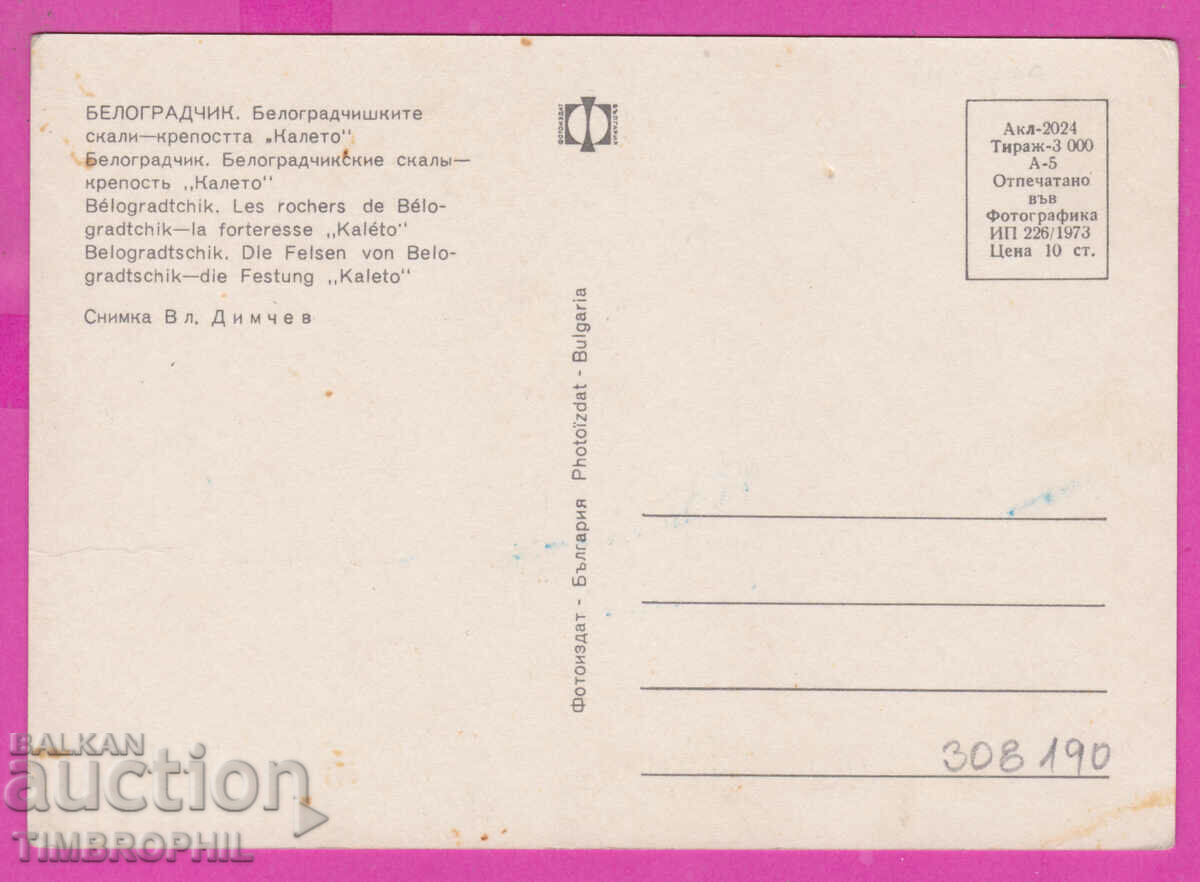 БЕЛОГРАДЧИК. Белоградчишките
скали—крепостта „Калето"
Белоградчик. Белоградчикские скалы—
крепость ,,Калето"
Bélogradtchik. Les rochers de Bélo-
gradtchik—la forteresse ,,Kaléto"
Belogradtschik. Die Felsen von Belo-
gradtschik—die Festung ,,Kaleto"
Снимка Вл. Димчев
ФОТОИЗДАТ
БЪЛГАРИЯ
Акл-2024
Тираж-3 000
А-5
Отпечатано
във
Фотографика
ИП 226/1973
Цена 10 ст.
Фотоиздат - България Photoïzdat - Bulgaria
308190
BALKAN
auction
TIMBROPHIL